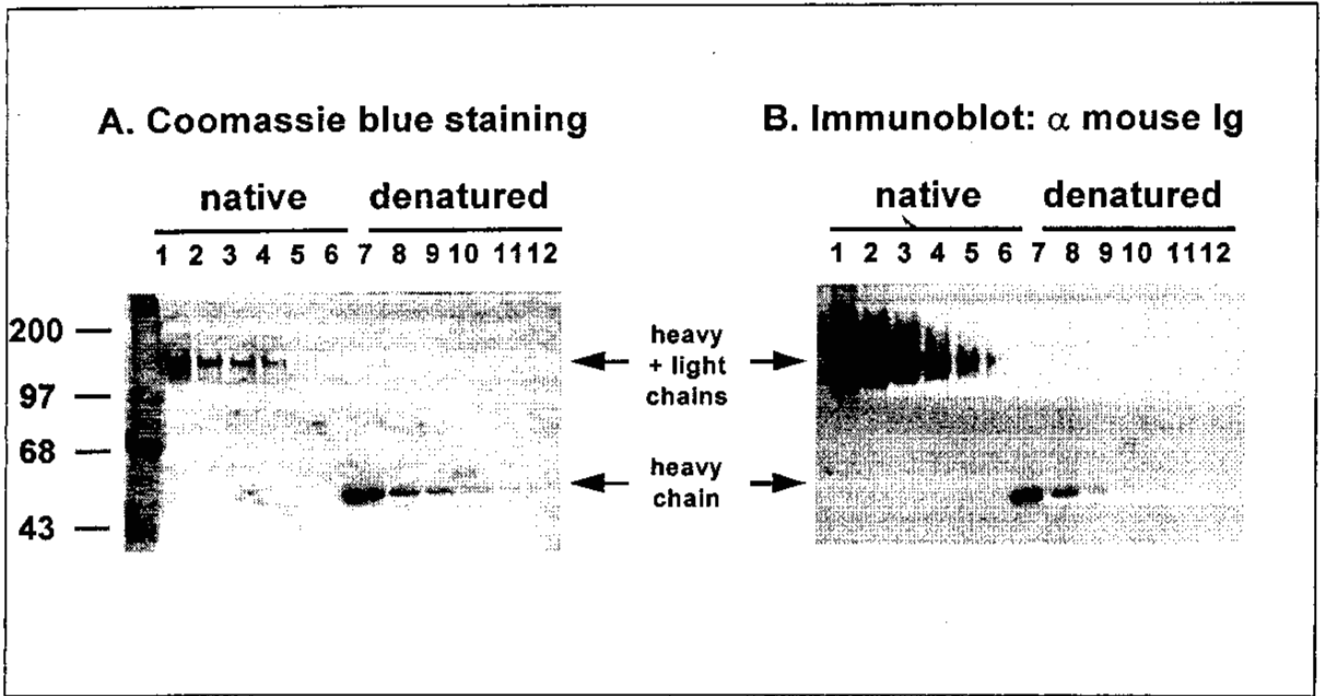 A. Coomassie blue staining
native denatured
1 2 3 4 5 6 7 8 9 10 11 12
200
97
68
43
heavy
+ light
chains
heavy
chain
B. Immunoblot: α mouse Ig
native denatured
1 2 3 4 5 6 7 8 9 10 11 12